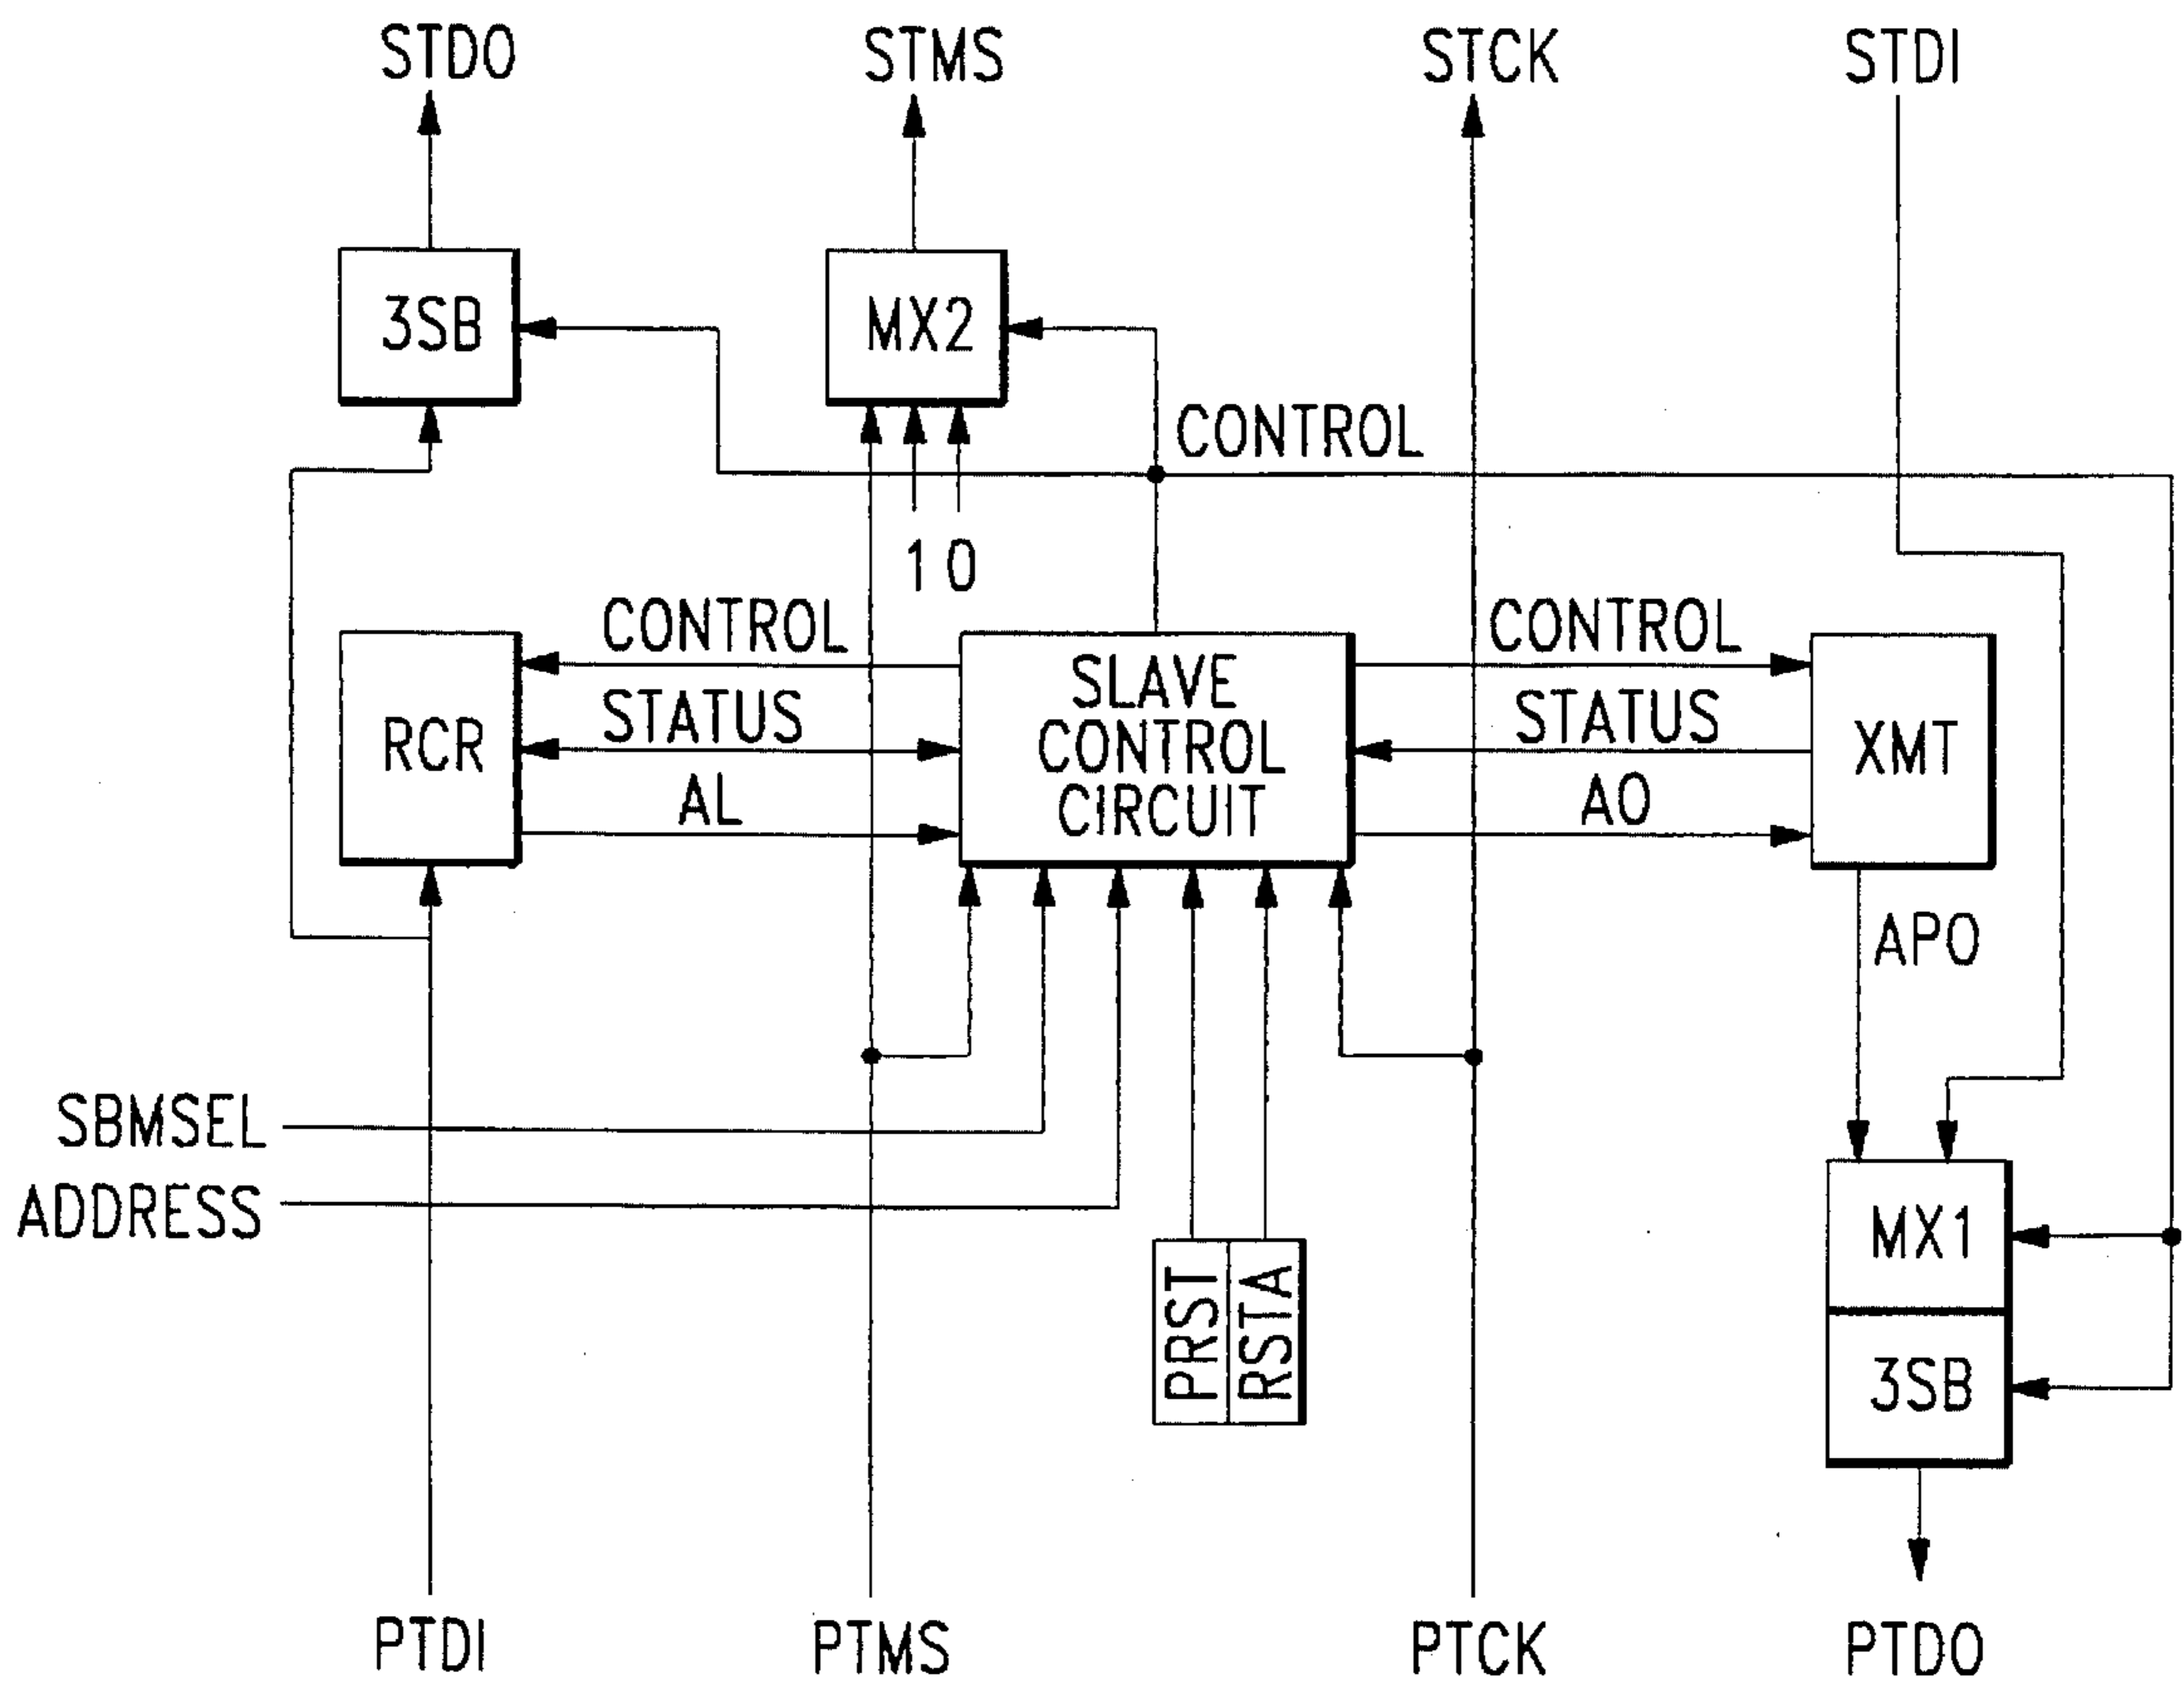 STDO STMS STCK STDI
3SB MX2
CONTROL
1 0
CONTROL CONTROL
RCR STATUS SLAVE CONTROL CIRCUIT STATUS XMT
AL AO
APO
SBMSEL
ADDRESS
MX1
PRST RSTA
3SB
PTDI PTMS PTCK PTDO